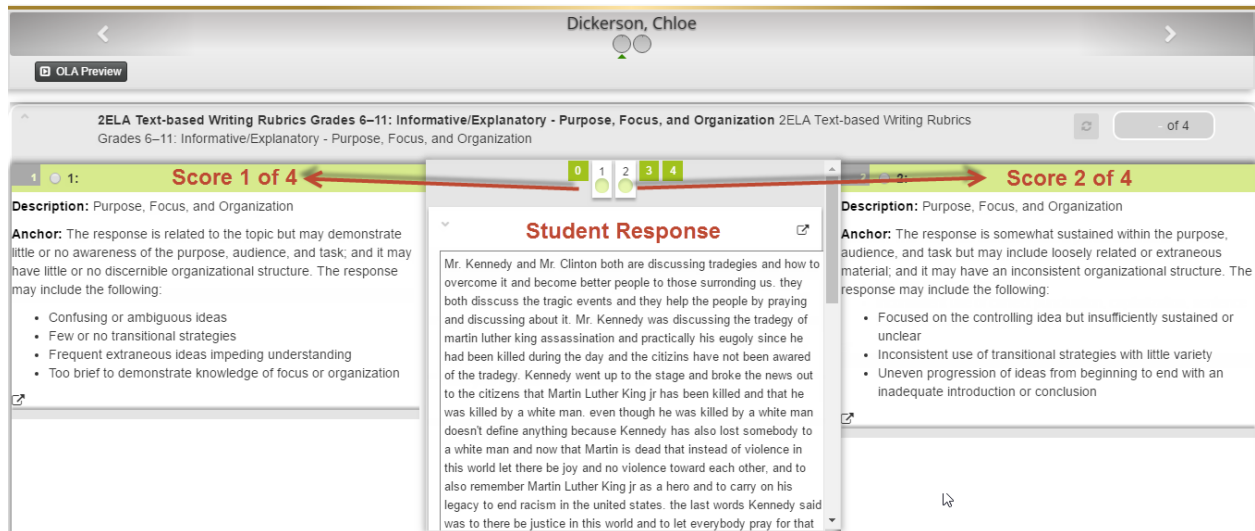 Dickerson, Chloe
OLA Preview
2ELA Text-based Writing Rubrics Grades 6–11: Informative/Explanatory - Purpose, Focus, and Organization 2ELA Text-based Writing Rubrics
Grades 6–11: Informative/Explanatory - Purpose, Focus, and Organization
- of 4
1 1: Score 1 of 4
Description: Purpose, Focus, and Organization
Anchor: The response is related to the topic but may demonstrate
little or no awareness of the purpose, audience, and task; and it may
have little or no discernible organizational structure. The response
may include the following:
Confusing or ambiguous ideas
Few or no transitional strategies
Frequent extraneous ideas impeding understanding
Too brief to demonstrate knowledge of focus or organization
0 1 2 3 4
Student Response
Mr. Kennedy and Mr. Clinton both are discussing tradegies and how to
overcome it and become better people to those surronding us. they
both disscuss the tragic events and they help the people by praying
and discussing about it. Mr. Kennedy was discussing the tradegy of
martin luther king assassination and practically his eugoly since he
had been killed during the day and the citizins have not been awared
of the tradegy. Kennedy went up to the stage and broke the news out
to the citizens that Martin Luther King jr has been killed and that he
was killed by a white man. even though he was killed by a white man
doesn't define anything because Kennedy has also lost somebody to
a white man and now that Martin is dead that instead of violence in
this world let there be joy and no violence toward each other, and to
also remember Martin Luther King jr as a hero and to carry on his
legacy to end racism in the united states. the last words Kennedy said
was to there be justice in this world and to let everybody pray for that
2 2: Score 2 of 4
Description: Purpose, Focus, and Organization
Anchor: The response is somewhat sustained within the purpose,
audience, and task but may include loosely related or extraneous
material; and it may have an inconsistent organizational structure. The
response may include the following:
Focused on the controlling idea but insufficiently sustained or
unclear
Inconsistent use of transitional strategies with little variety
Uneven progression of ideas from beginning to end with an
inadequate introduction or conclusion